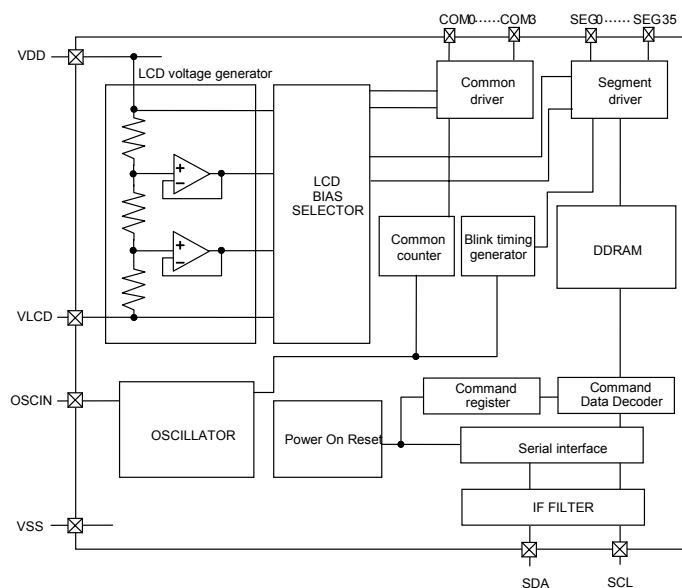 COM0······COM3
SEG0 ······ SEG35
VDD
LCD voltage generator
Common
driver
Segment
driver
+
−
LCD
BIAS
SELECTOR
+
−
Common
counter
Blink timing
generator
DDRAM
VLCD
OSCIN
OSCILLATOR
Power On Reset
Command
register
Command
Data Decoder
Serial interface
IF FILTER
VSS
SDA
SCL